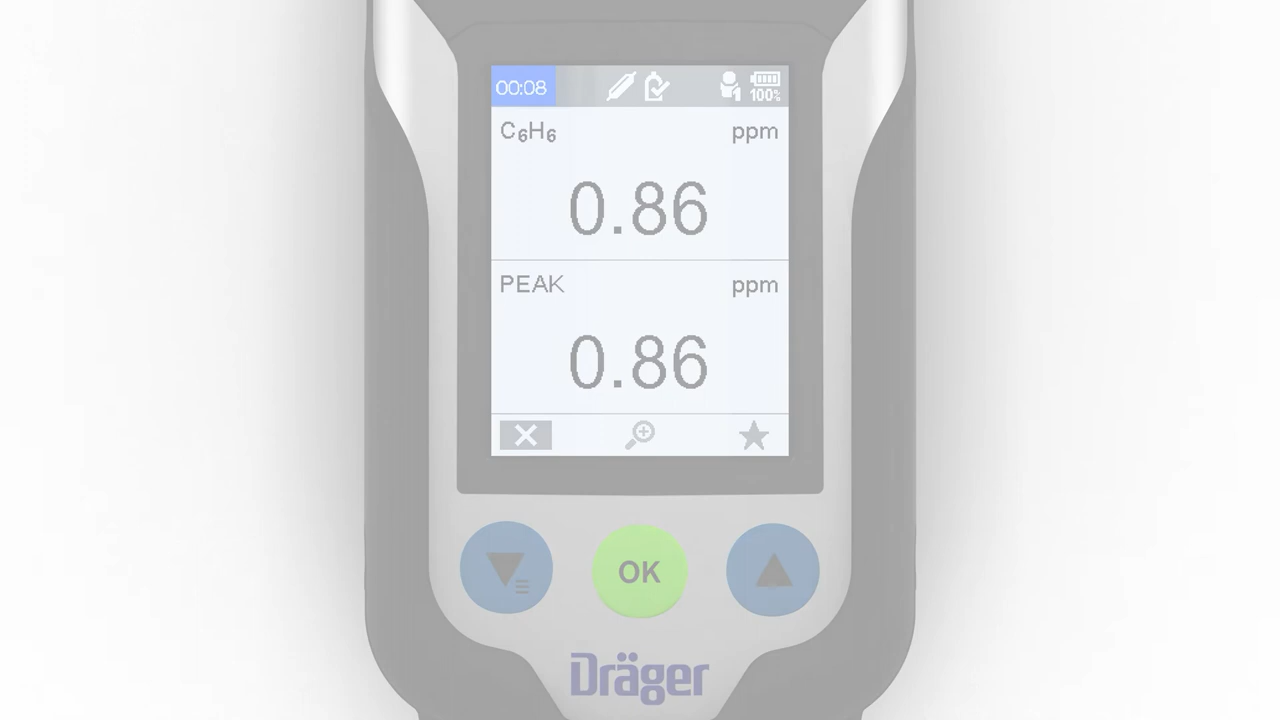 00:08 100%
C₆H₆ ppm
0.86
PEAK ppm
0.86
OK
Dräger